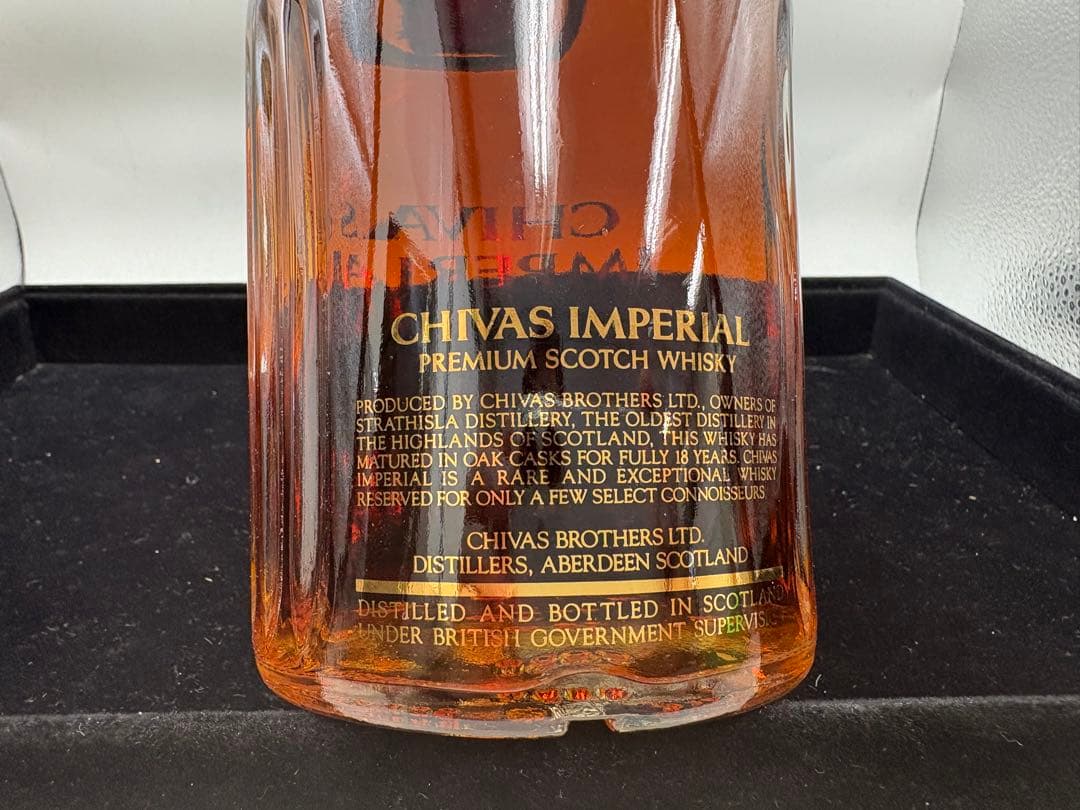 CHIVAS
IMPERIAL
CHIVAS IMPERIAL
PREMIUM SCOTCH WHISKY
PRODUCED BY CHIVAS BROTHERS LTD., OWNERS OF
STRATHISLA DISTILLERY, THE OLDEST DISTILLERY IN
THE HIGHLANDS OF SCOTLAND, THIS WHISKY HAS
MATURED IN OAK CASKS FOR FULLY 18 YEARS. CHIVAS
IMPERIAL IS A RARE AND EXCEPTIONAL WHISKY
RESERVED FOR ONLY A FEW SELECT CONNOISSEURS.
CHIVAS BROTHERS LTD.
DISTILLERS, ABERDEEN SCOTLAND
DISTILLED AND BOTTLED IN SCOTLAND
UNDER BRITISH GOVERNMENT